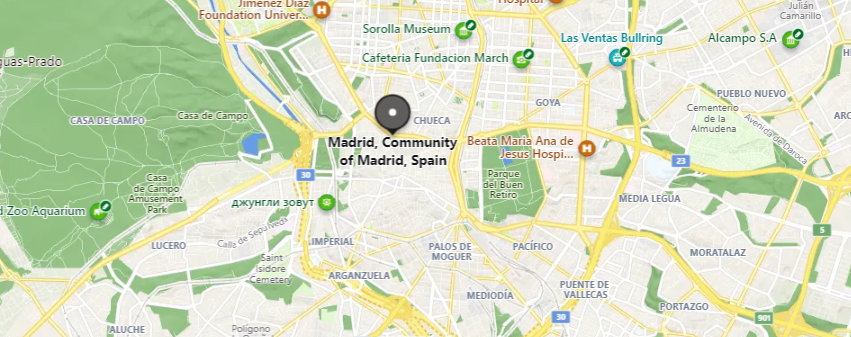 Jiménez Díaz
Foundation Univer...
Hospital
Julián
Camarillo
Sorolla Museum
Las Ventas Bullring
Alcampo S.A
Cafeteria Fundacion March
guas-Prado
PUEBLO NUEVO
GOYA
Cementerio
de la
Almudena
CASA DE CAMPO
Casa de Campo
CHUECA
Avenida de Daroca
Madrid, Community
of Madrid, Spain
Beata María Ana de
Jesus Hospi...
23
30
Parque
del Buen
Retiro
Casa
de Campo
Amusement
Park
MEDIA LEGUA
джунгли зовут
d Zoo Aquarium
5
LUCERO
Calle de Sepúlveda
IMPERIAL
PALOS DE
MOGUER
PACÍFICO
MORATALAZ
Saint
Isidore
Cemetery
ARGANZUELA
PUENTE DE
VALLECAS
MEDIODÍA
PORTAZGO
30
901
ALUCHE
Polígono